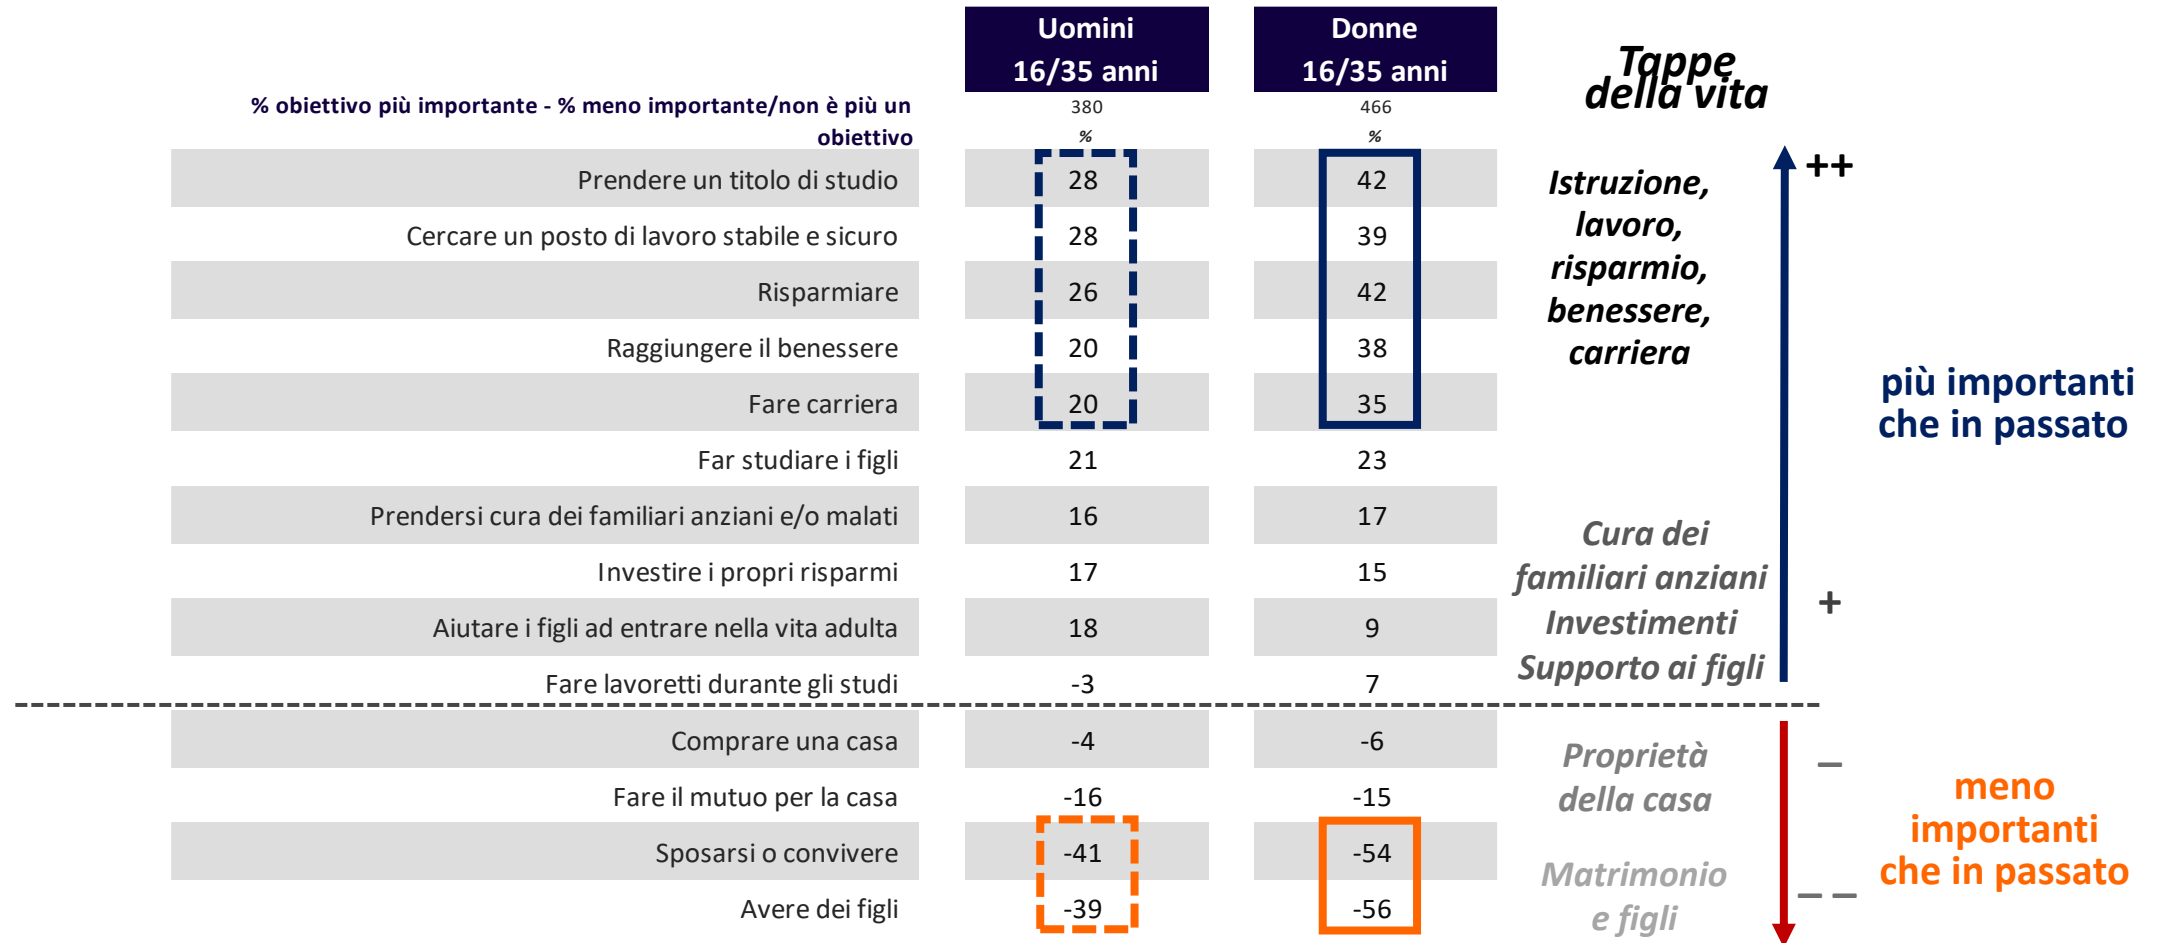 Uomini
16/35 anni
Donne
16/35 anni
Tappe
della vita
% obiettivo più importante - % meno importante/non è più un
obiettivo
380
%
466
%
Prendere un titolo di studio 28 42
Cercare un posto di lavoro stabile e sicuro 28 39
Risparmiare 26 42
Raggiungere il benessere 20 38
Fare carriera 20 35
Far studiare i figli 21 23
Prendersi cura dei familiari anziani e/o malati 16 17
Investire i propri risparmi 17 15
Aiutare i figli ad entrare nella vita adulta 18 9
Fare lavoretti durante gli studi -3 7
Comprare una casa -4 -6
Fare il mutuo per la casa -16 -15
Sposarsi o convivere -41 -54
Avere dei figli -39 -56
Istruzione,
lavoro,
risparmio,
benessere,
carriera
Cura dei
familiari anziani
Investimenti
Supporto ai figli
Proprietà
della casa
Matrimonio
e figli
++
+
–
– –
più importanti
che in passato
meno
importanti
che in passato